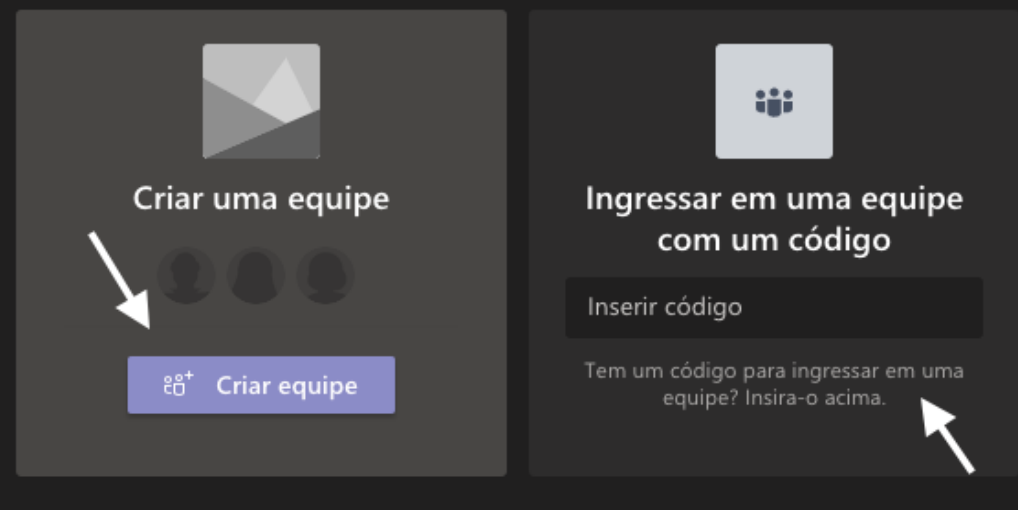 Criar uma equipe
Criar equipe
Ingressar em uma equipe
com um código
Inserir código
Tem um código para ingressar em uma
equipe? Insira-o acima.